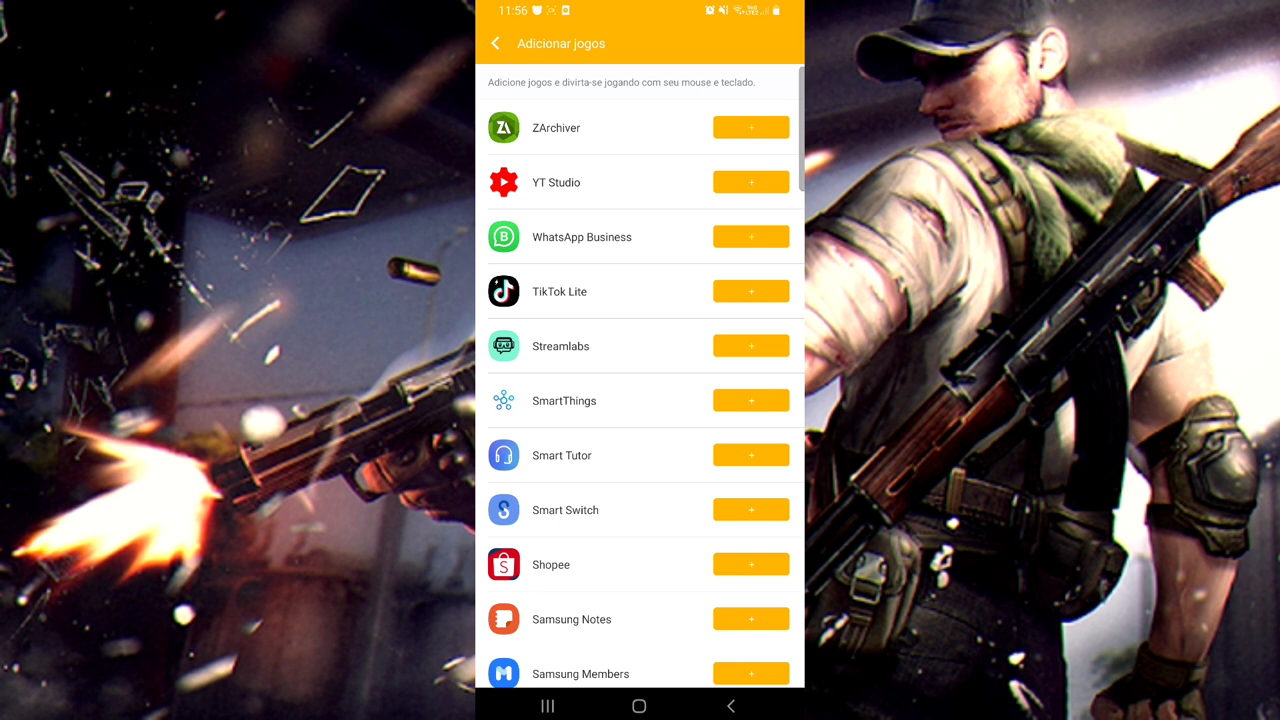 11:56
Adicionar jogos
Adicione jogos e divirta-se jogando com seu mouse e teclado.
ZArchiver +
YT Studio +
WhatsApp Business +
TikTok Lite +
Streamlabs +
SmartThings +
Smart Tutor +
Smart Switch +
Shopee +
Samsung Notes +
Samsung Members +